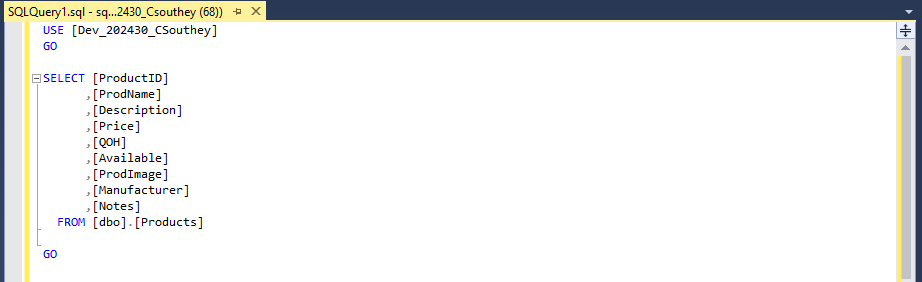 SQLQuery1.sql - sq...2430_Csouthey (68))
USE [Dev_202430_CSouthey]
GO
SELECT [ProductID]
,[ProdName]
,[Description]
,[Price]
,[QOH]
,[Available]
,[ProdImage]
,[Manufacturer]
,[Notes]
FROM [dbo].[Products]
GO